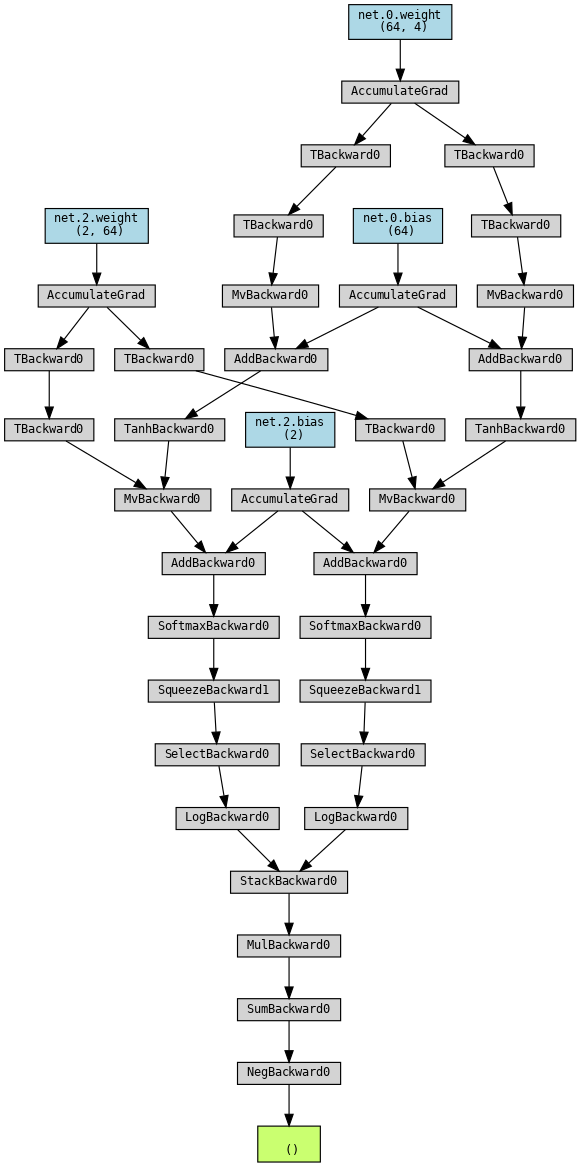 net.0.weight
(64, 4)
AccumulateGrad
TBackward0
TBackward0
net.2.weight
(2, 64)
TBackward0
net.0.bias
(64)
TBackward0
AccumulateGrad
MvBackward0
AccumulateGrad
MvBackward0
TBackward0
TBackward0
AddBackward0
AddBackward0
TBackward0
TanhBackward0
net.2.bias
(2)
TBackward0
TanhBackward0
MvBackward0
AccumulateGrad
MvBackward0
AddBackward0
AddBackward0
SoftmaxBackward0
SoftmaxBackward0
SqueezeBackward1
SqueezeBackward1
SelectBackward0
SelectBackward0
LogBackward0
LogBackward0
StackBackward0
MulBackward0
SumBackward0
NegBackward0
()